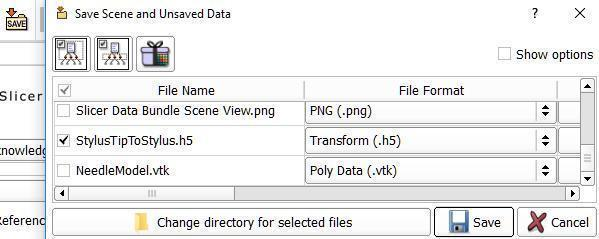 Save Scene and Unsaved Data
?
SAVE
Show options
Slicer
File Name
File Format
Slicer Data Bundle Scene View.png
PNG (.png)
StylusTipToStylus.h5
Transform (.h5)
NeedleModel.vtk
Poly Data (.vtk)
Change directory for selected files
Save
Cancel